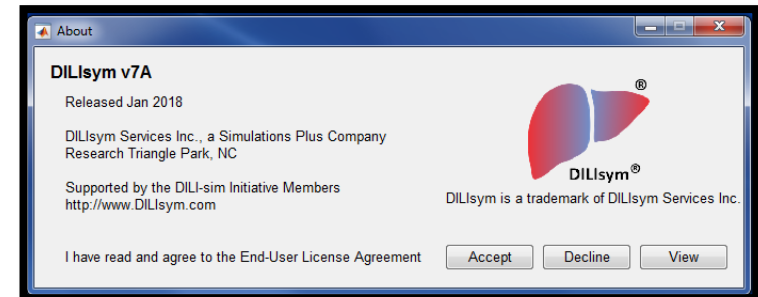 About
DILIsym v7A
Released Jan 2018
DILIsym Services Inc., a Simulations Plus Company
Research Triangle Park, NC
Supported by the DILI-sim Initiative Members
http://www.DILIsym.com
®
DILIsym®
DILIsym is a trademark of DILIsym Services Inc.
I have read and agree to the End-User License Agreement
Accept
Decline
View